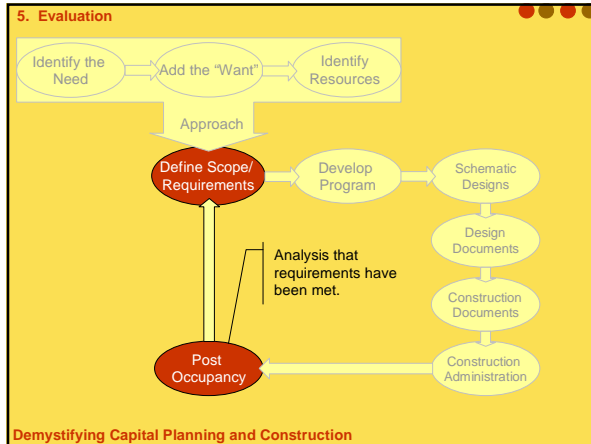 5. Evaluation
Identify the
Need
Add the “Want”
Identify
Resources
Approach
Define Scope/
Requirements
Develop
Program
Schematic
Designs
Design
Documents
Construction
Documents
Construction
Administration
Post
Occupancy
Analysis that
requirements have
been met.
Demystifying Capital Planning and Construction